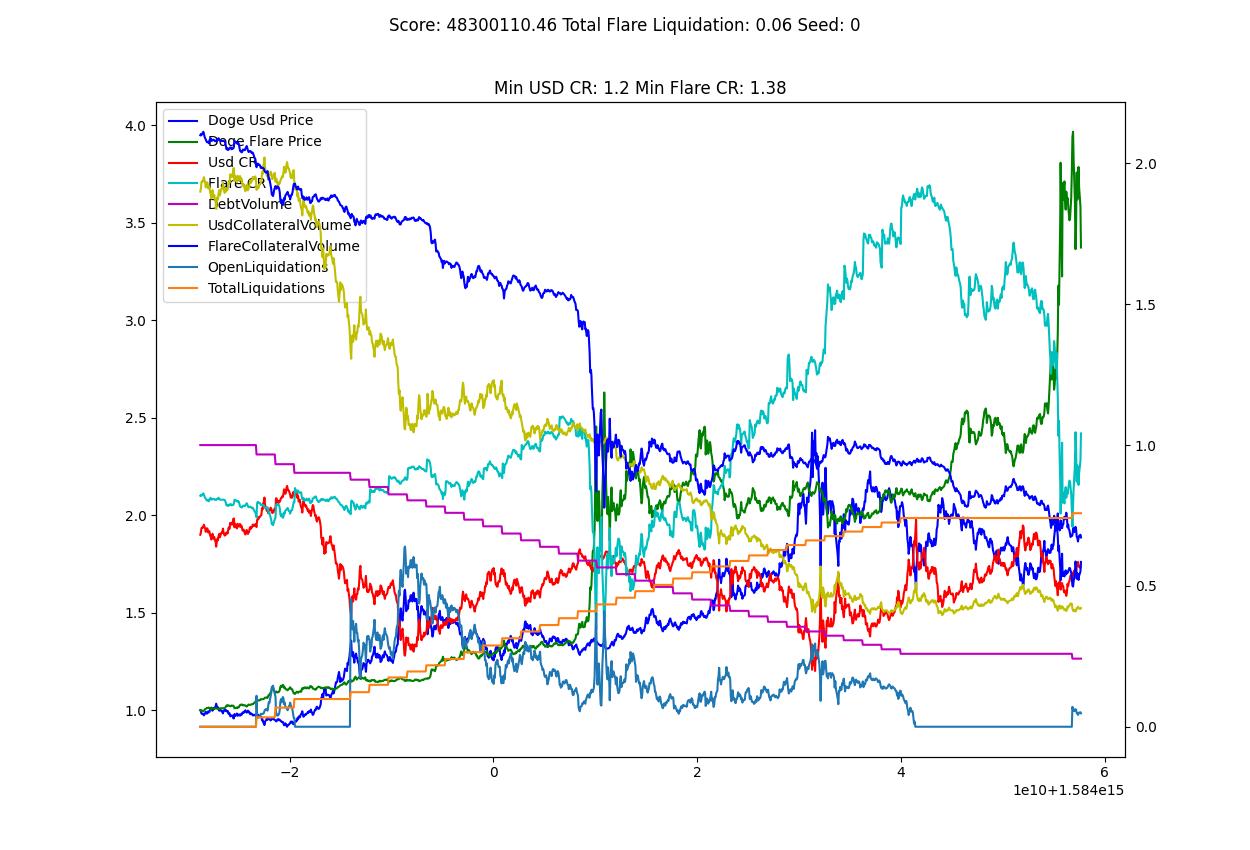 Score: 48300110.46 Total Flare Liquidation: 0.06 Seed: 0
Min USD CR: 1.2 Min Flare CR: 1.38
Doge Usd Price
Doge Flare Price
Usd CR
Flare CR
DebtVolume
UsdCollateralVolume
FlareCollateralVolume
OpenLiquidations
TotalLiquidations
4.0
3.5
3.0
2.5
2.0
1.5
1.0
2.0
1.5
1.0
0.5
0.0
−2
0
2
4
6
1e10+1.584e15